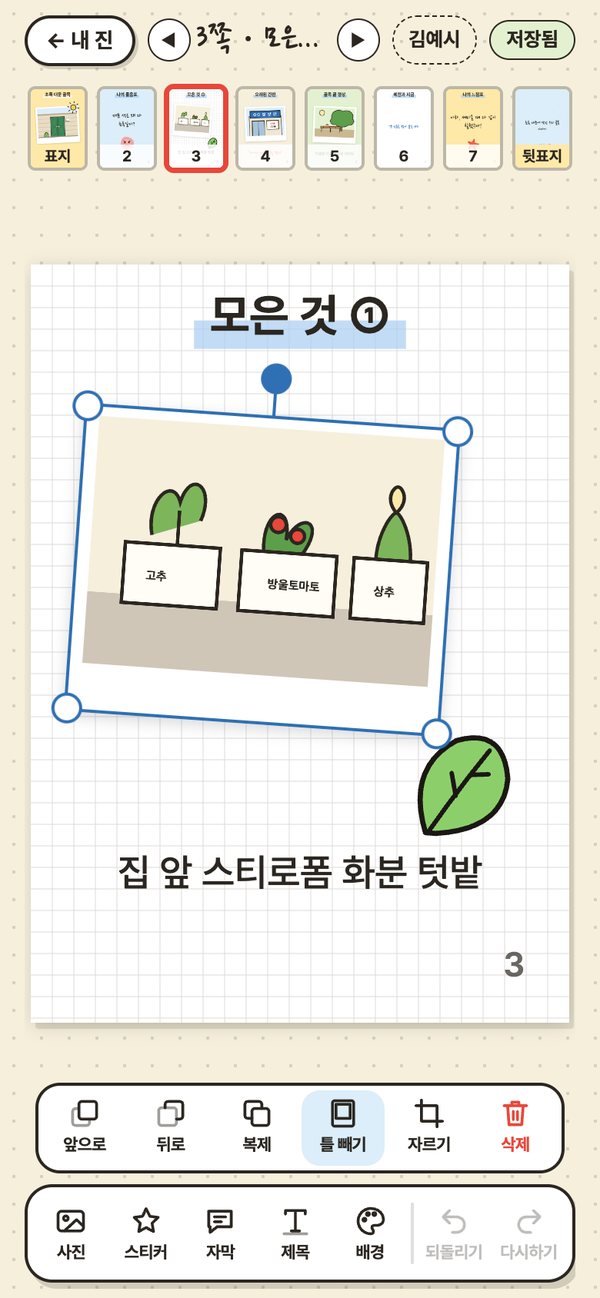 ← 내 진
3쪽 · 모은...
김예시
저장됨
표지
2
3
4
5
6
7
뒷표지
모은 것 ①
고추
방울토마토
상추
집 앞 스티로폼 화분 텃밭
3
앞으로
뒤로
복제
틀 빼기
자르기
삭제
사진
스티커
자막
제목
배경
되돌리기
다시하기